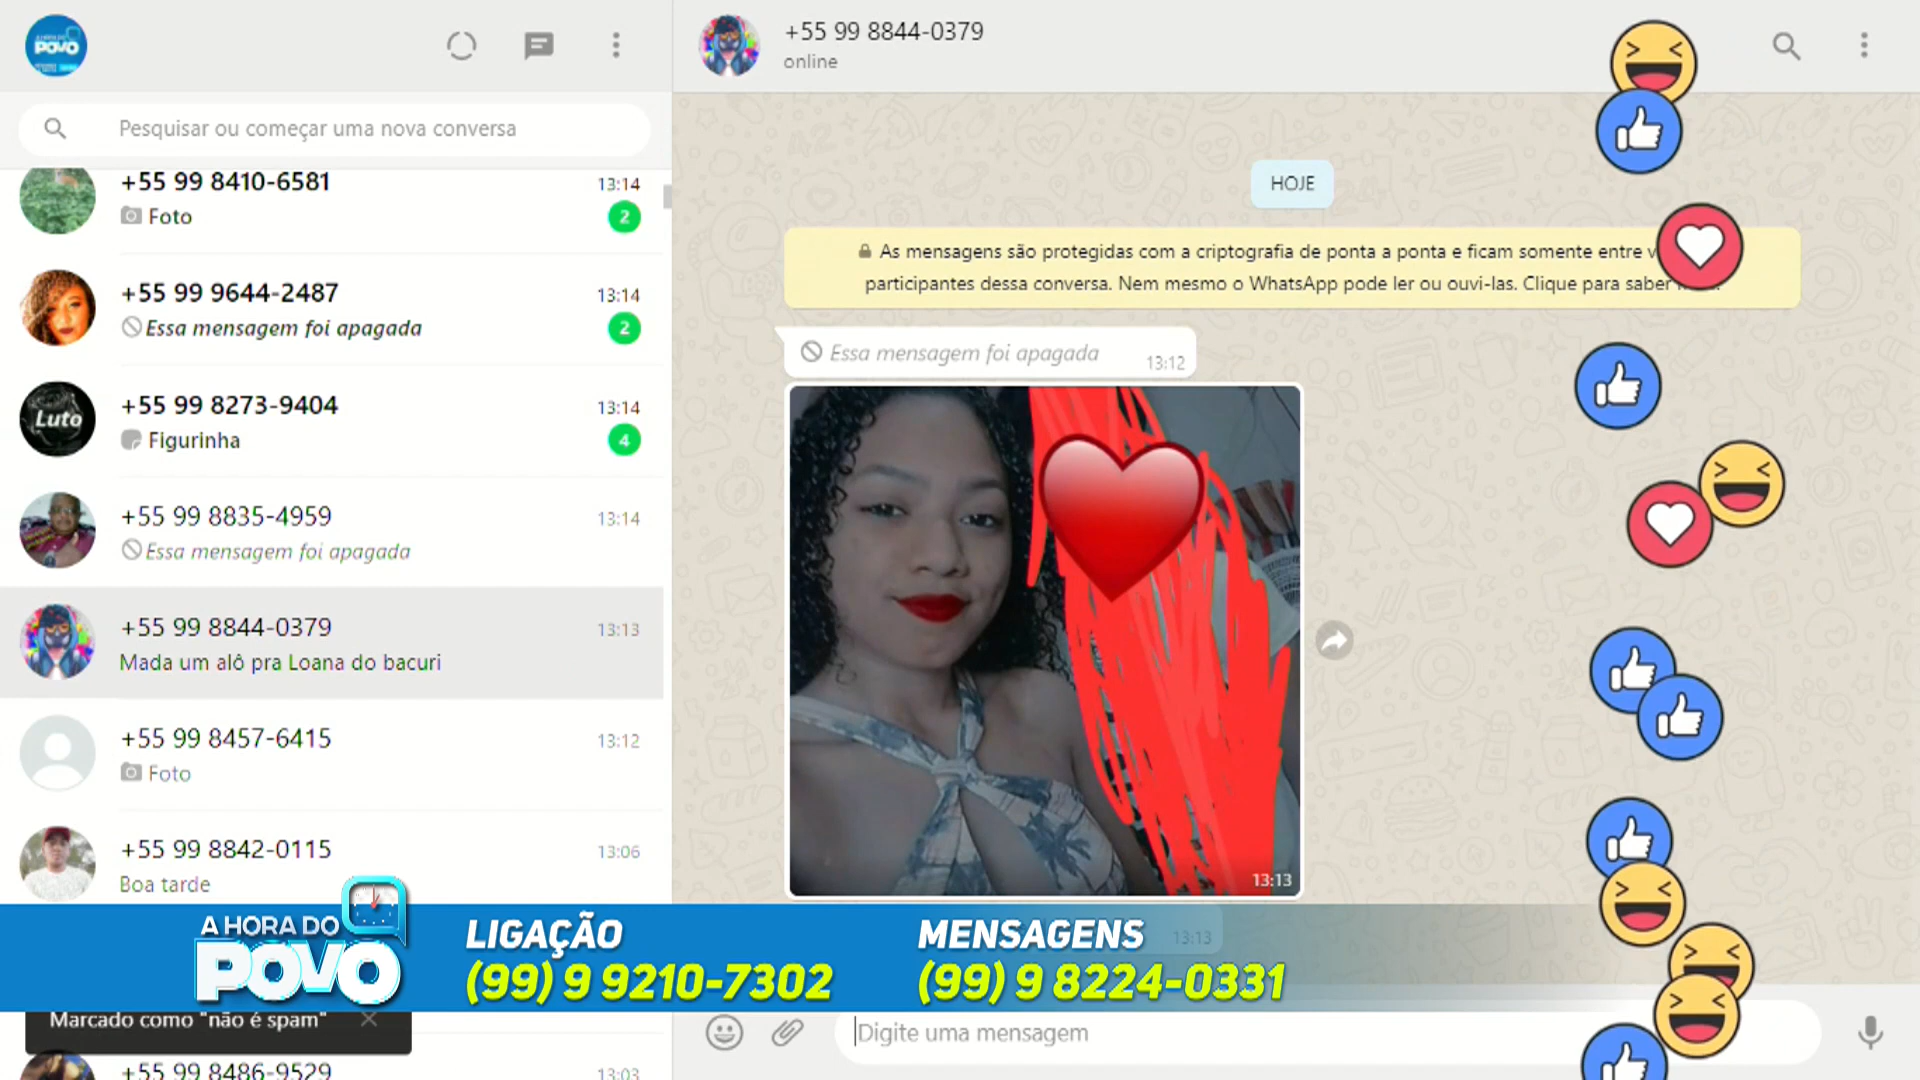 A HORA DO
POVO
Pesquisar ou começar uma nova conversa
+55 99 8410-6581
13:14
Foto
2
+55 99 9644-2487
13:14
Essa mensagem foi apagada
2
Luto
+55 99 8273-9404
13:14
Figurinha
4
+55 99 8835-4959
13:14
Essa mensagem foi apagada
+55 99 8844-0379
13:13
Mada um alô pra Loana do bacuri
+55 99 8457-6415
13:12
Foto
+55 99 8842-0115
13:06
Boa tarde
Marcado como "não é spam"
+55 99 8486-9529
13:03
+55 99 8844-0379
online
HOJE
As mensagens são protegidas com a criptografia de ponta a ponta e ficam somente entre
participantes dessa conversa. Nem mesmo o WhatsApp pode ler ou ouvi-las. Clique para saber
Essa mensagem foi apagada
13:12
13:13
13:13
A HORA DO
POVO
LIGAÇÃO
(99) 9 9210-7302
MENSAGENS
(99) 9 8224-0331
Digite uma mensagem